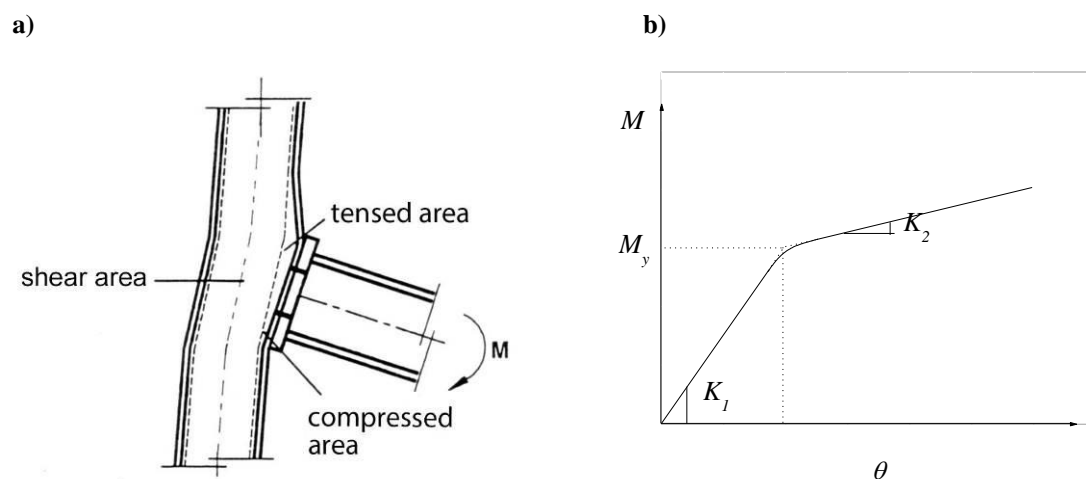 a)
tensed area
shear area
M
compressed
area
b)
M
M_y
K_2
K_1
θ